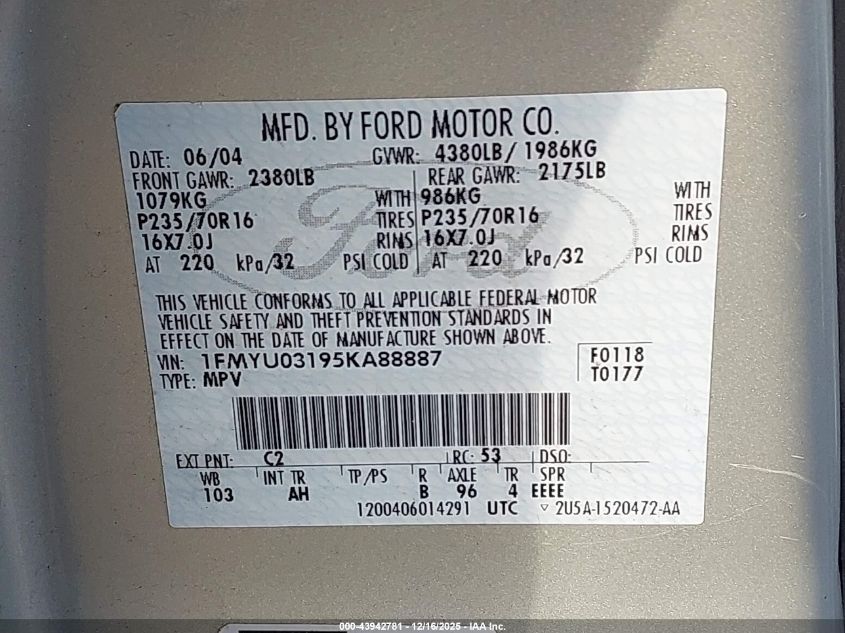 MFD. BY FORD MOTOR CO.
DATE: 06/04 GVWR: 4380LB/ 1986KG
FRONT GAWR: 2380LB REAR GAWR: 2175LB
1079KG WITH 986KG WITH
P235/70R16 TIRES P235/70R16 TIRES
16X7.0J RIMS 16X7.0J RIMS
AT 220 kPa/32 PSI COLD AT 220 kPa/32 PSI COLD
Ford
THIS VEHICLE CONFORMS TO ALL APPLICABLE FEDERAL MOTOR
VEHICLE SAFETY AND THEFT PREVENTION STANDARDS IN
EFFECT ON THE DATE OF MANUFACTURE SHOWN ABOVE.
VIN: 1FMYU03195KA88887 F0118
TYPE: MPV T0177
EXT PNT: C2 RC: 53 DSO:
WB INT TR TP/PS R AXLE TR SPR
103 AH B 96 4 EEEE
1200406014291 UTC ▽ 2U5A-1520472-AA
000-43942781 - 12/16/2025 - IAA Inc.